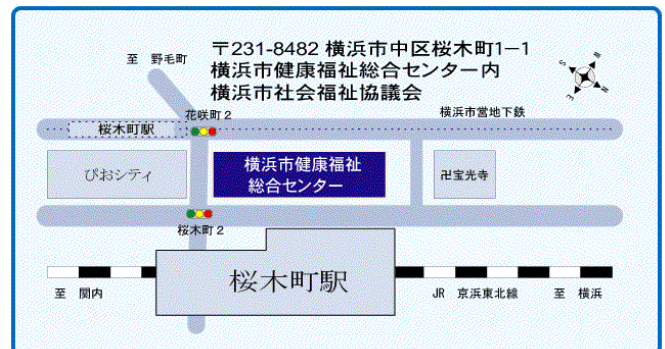 至 野毛町
〒231-8482 横浜市中区桜木町1−1
横浜市健康福祉総合センター内
横浜市社会福祉協議会
N
S
E
W
花咲町2
横浜市営地下鉄
桜木町駅
ぴおシティ
横浜市健康福祉
総合センター
卍宝光寺
桜木町2
桜木町駅
至 関内
JR 京浜東北線
至 横浜